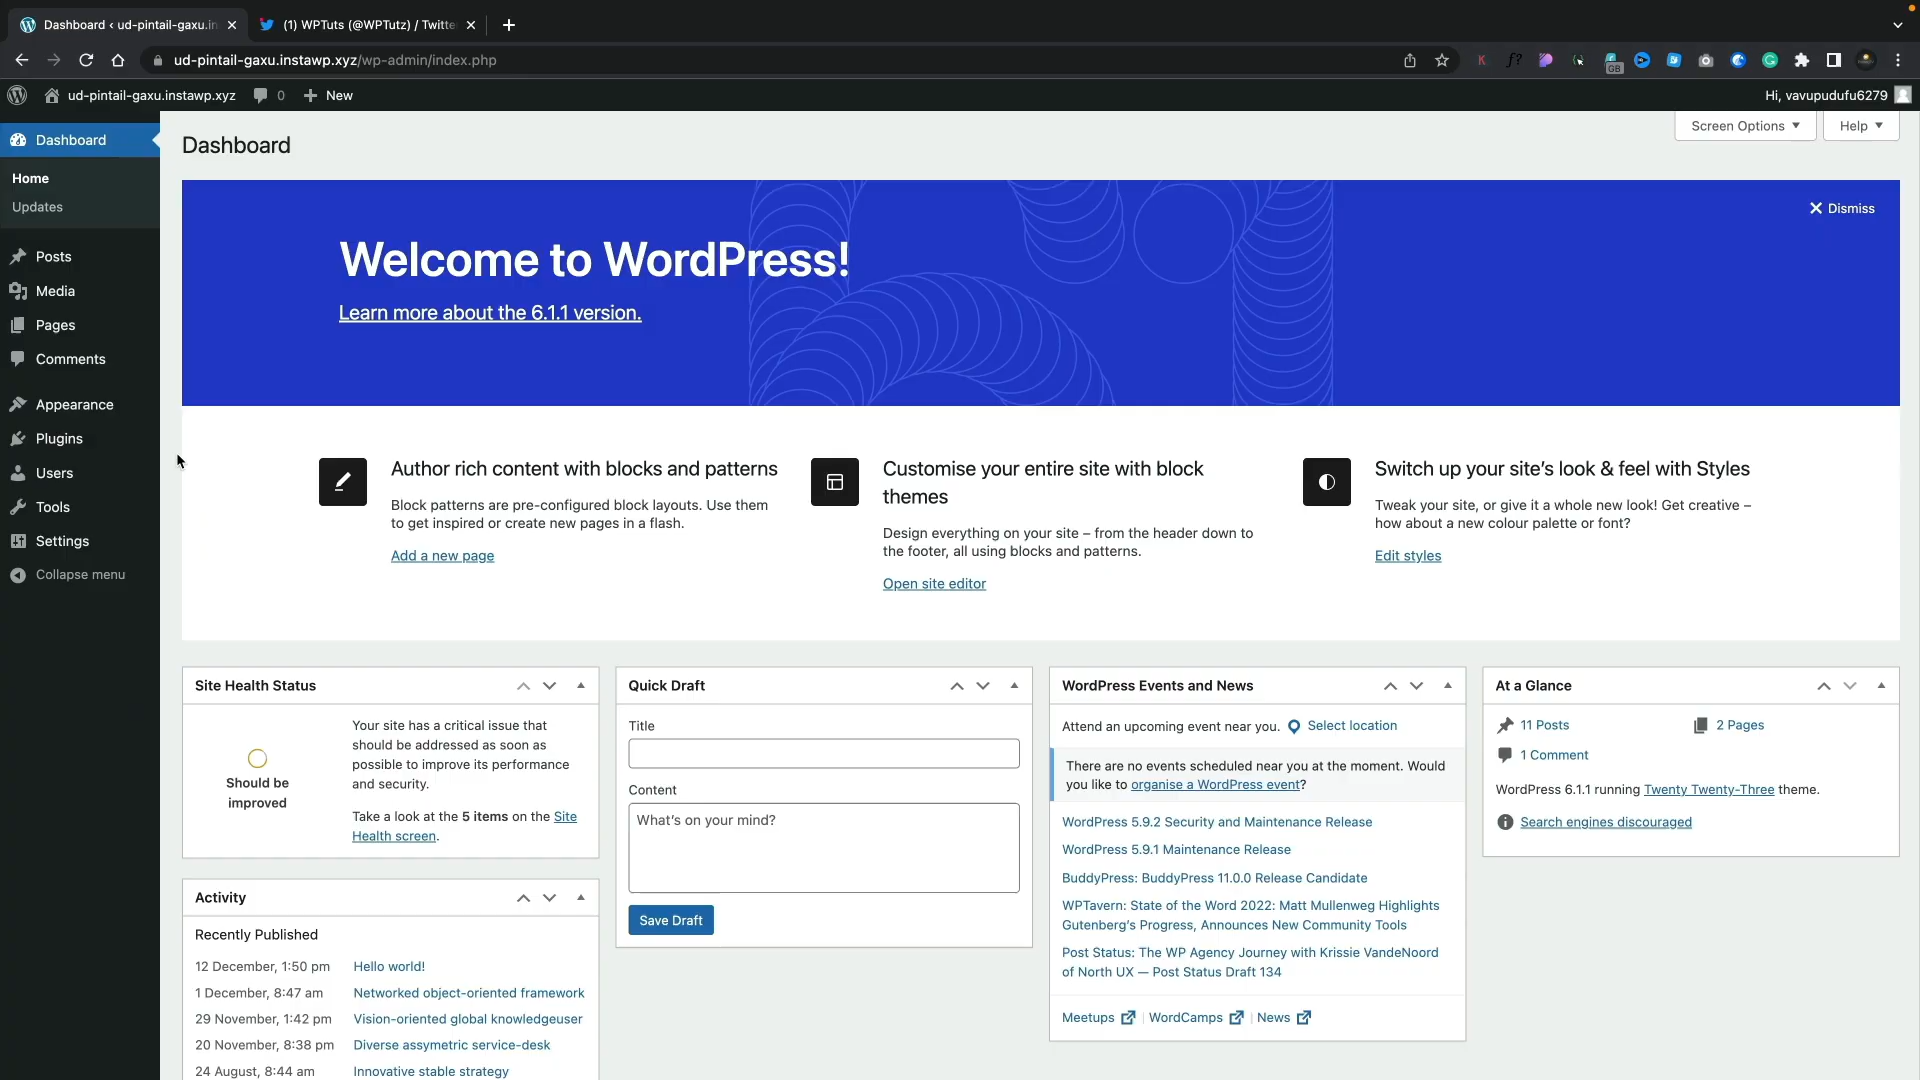 Dashboard ‹ ud-pintail-gaxu.in
(1) WPTuts (@WPTutz) / Twitte
ud-pintail-gaxu.instawp.xyz/wp-admin/index.php
GB
ud-pintail-gaxu.instawp.xyz
0
New
Hi, vavupudufu6279
Dashboard
Home
Updates
Posts
Media
Pages
Comments
Appearance
Plugins
Users
Tools
Settings
Collapse menu
Dashboard
Screen Options
Help
Dismiss
Welcome to WordPress!
Learn more about the 6.1.1 version.
Author rich content with blocks and patterns
Block patterns are pre-configured block layouts. Use them
to get inspired or create new pages in a flash.
Add a new page
Customise your entire site with block
themes
Design everything on your site – from the header down to
the footer, all using blocks and patterns.
Open site editor
Switch up your site’s look & feel with Styles
Tweak your site, or give it a whole new look! Get creative –
how about a new colour palette or font?
Edit styles
Site Health Status
Should be
improved
Your site has a critical issue that
should be addressed as soon as
possible to improve its performance
and security.
Take a look at the 5 items on the Site
Health screen.
Activity
Recently Published
12 December, 1:50 pm Hello world!
1 December, 8:47 am Networked object-oriented framework
29 November, 1:42 pm Vision-oriented global knowledgeuser
20 November, 8:38 pm Diverse assymetric service-desk
24 August, 8:44 am Innovative stable strategy
Quick Draft
Title
Content
What’s on your mind?
Save Draft
WordPress Events and News
Attend an upcoming event near you. Select location
There are no events scheduled near you at the moment. Would
you like to organise a WordPress event?
WordPress 5.9.2 Security and Maintenance Release
WordPress 5.9.1 Maintenance Release
BuddyPress: BuddyPress 11.0.0 Release Candidate
WPTavern: State of the Word 2022: Matt Mullenweg Highlights
Gutenberg’s Progress, Announces New Community Tools
Post Status: The WP Agency Journey with Krissie VandeNoord
of North UX — Post Status Draft 134
Meetups | WordCamps | News
At a Glance
11 Posts
2 Pages
1 Comment
WordPress 6.1.1 running Twenty Twenty-Three theme.
Search engines discouraged